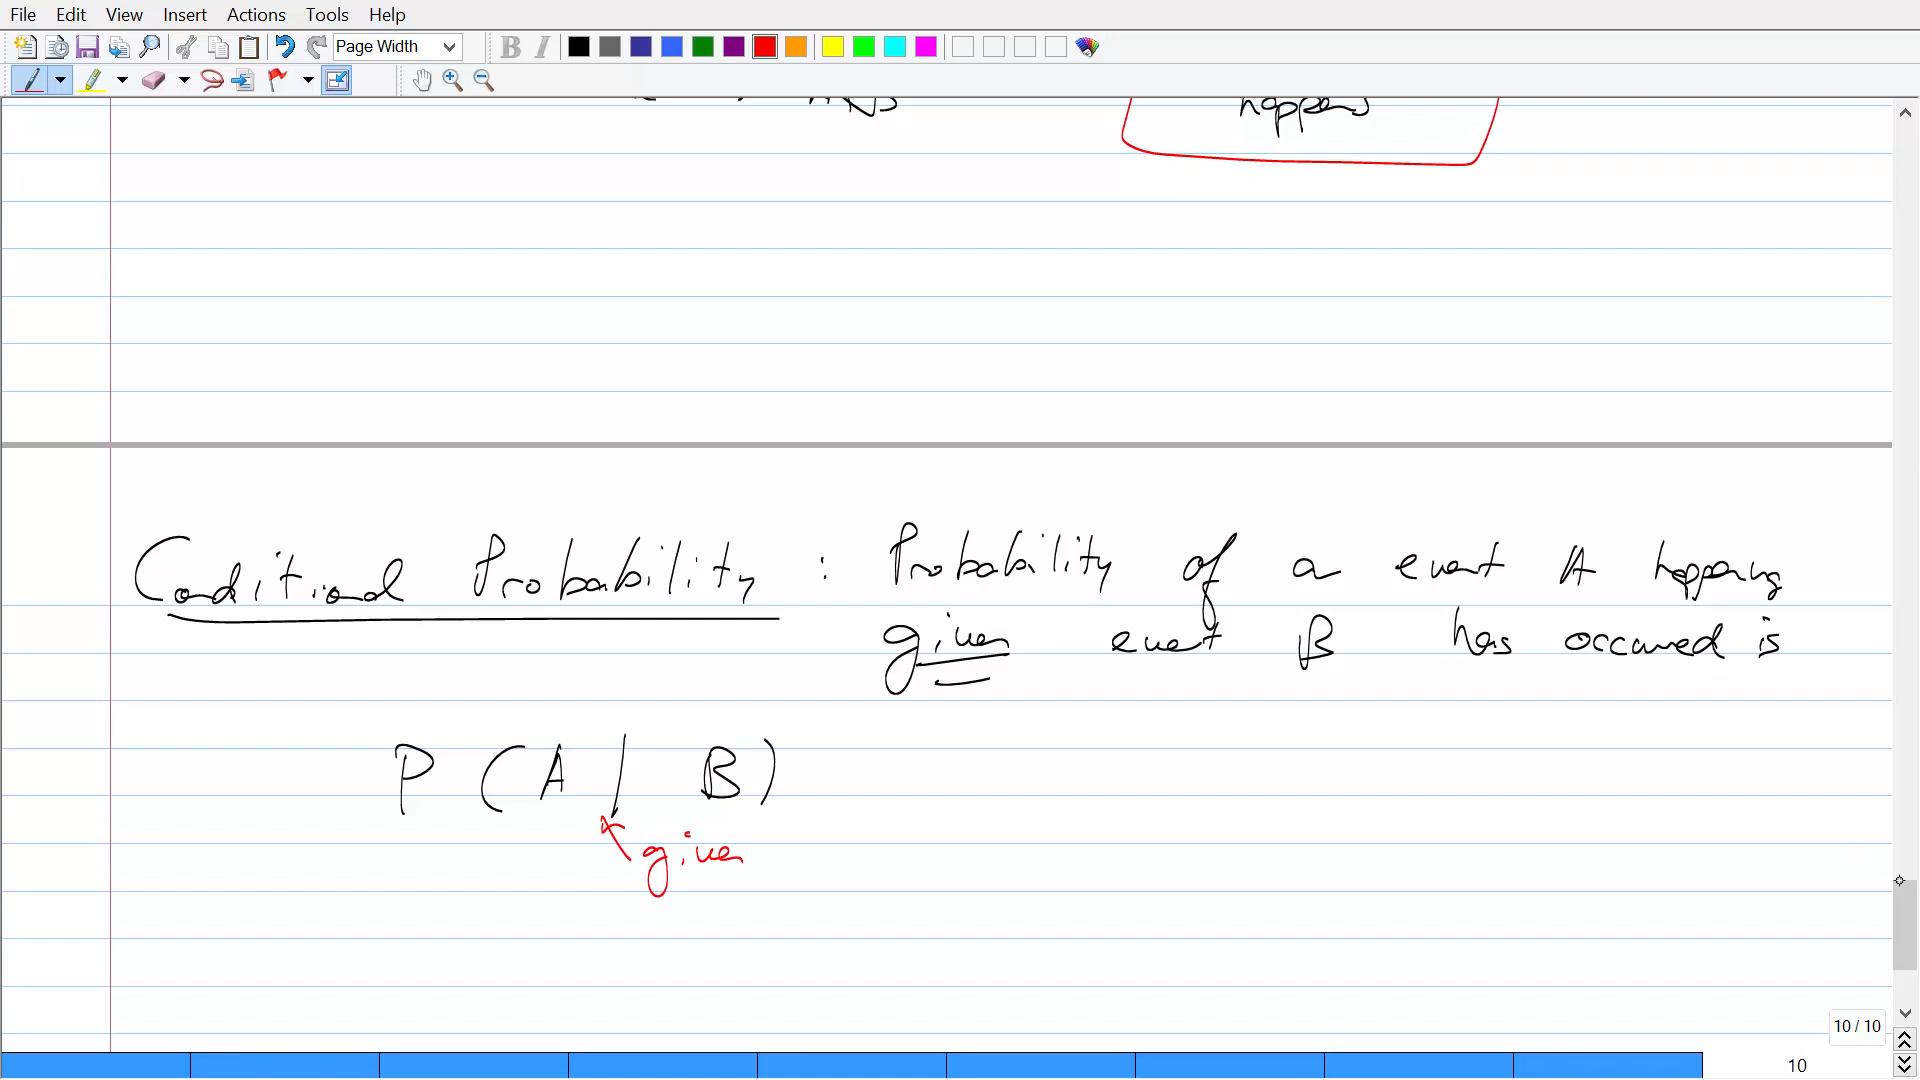 File Edit View Insert Actions Tools Help
Page Width
B I
happens
Conditional Probability : Probability of a event A happening
given event B has occured is
P ( A | B )
given
10 / 10
10